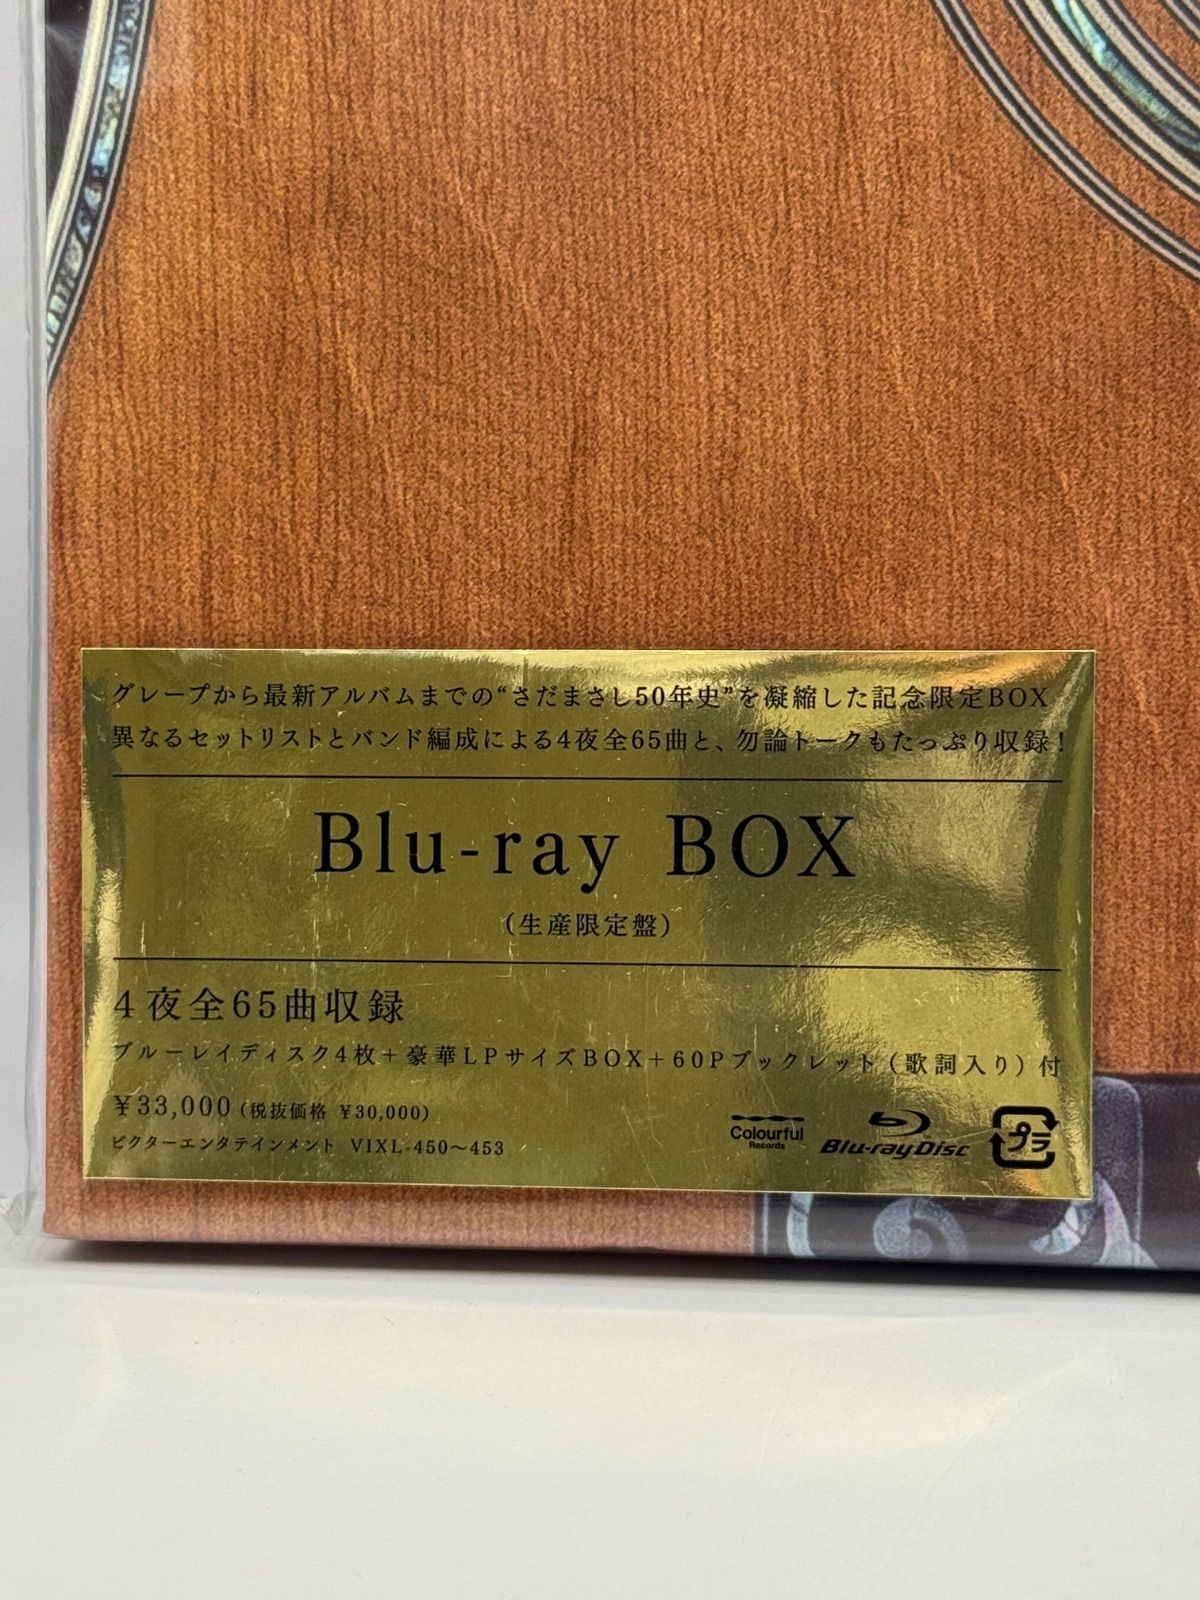 グレープから最新アルバムまでの“さだまさし50年史”を凝縮した記念限定BOX
異なるセットリストとバンド編成による4夜全65曲と、勿論トークもたっぷり収録!
Blu-ray BOX
(生産限定盤)
4夜全65曲収録
ブルーレイディスク4枚+豪華LPサイズBOX+60Pブックレット(歌詞入り)付
¥33,000(税抜価格 ¥30,000)
ビクターエンタテインメント VIXL-450〜453
Colourful
Records
Blu-ray Disc
プラ